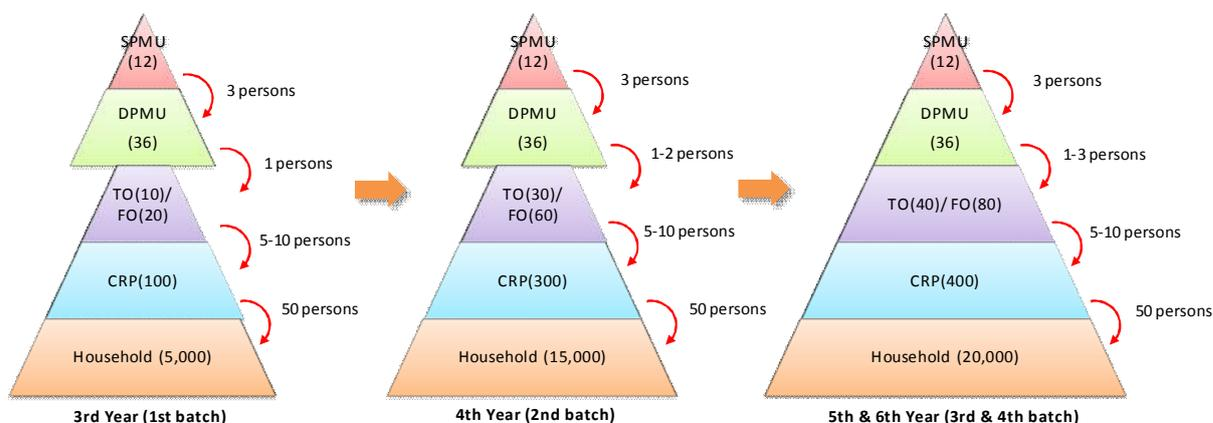 SPMU
(12)
3 persons
DPMU
(36)
1 persons
TO(10)/
FO(20)
5-10 persons
CRP(100)
50 persons
Household (5,000)
3rd Year (1st batch)
SPMU
(12)
3 persons
DPMU
(36)
1-2 persons
TO(30)/
FO(60)
5-10 persons
CRP(300)
50 persons
Household (15,000)
4th Year (2nd batch)
SPMU
(12)
3 persons
DPMU
(36)
1-3 persons
TO(40)/ FO(80)
5-10 persons
CRP(400)
50 persons
Household (20,000)
5th & 6th Year (3rd & 4th batch)